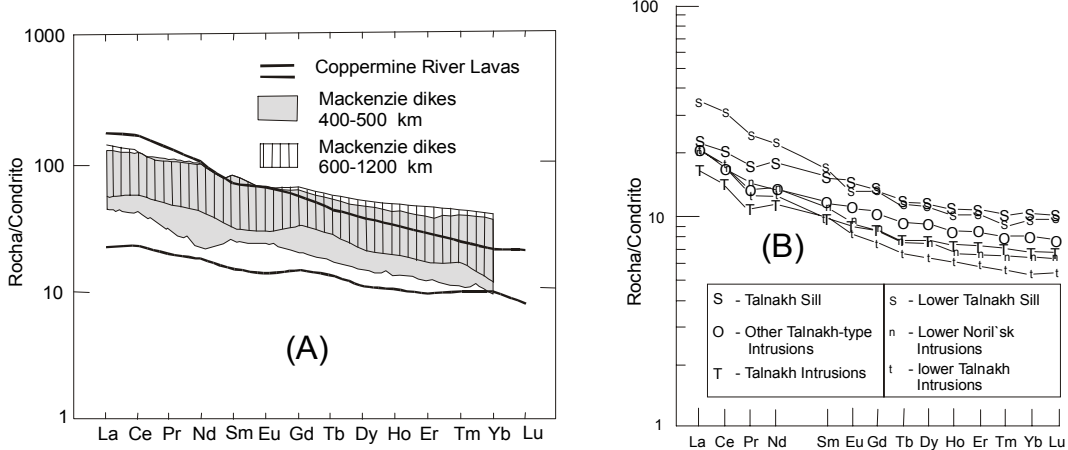 1000
100
10
1
Rocha/Condrito
Coppermine River Lavas
Mackenzie dikes
400-500 km
Mackenzie dikes
600-1200 km
(A)
La Ce Pr Nd Sm Eu Gd Tb Dy Ho Er Tm Yb Lu
B)
100
10
1
Rocha/Condrito
(B)
S - Talnakh Sill
O - Other Talnakh-type
Intrusions
T - Talnakh Intrusions
s - Lower Talnakh Sill
n - Lower Noril`sk
Intrusions
t - lower Talnakh
Intrusions
La Ce Pr Nd Sm Eu Gd Tb Dy Ho Er Tm Yb Lu